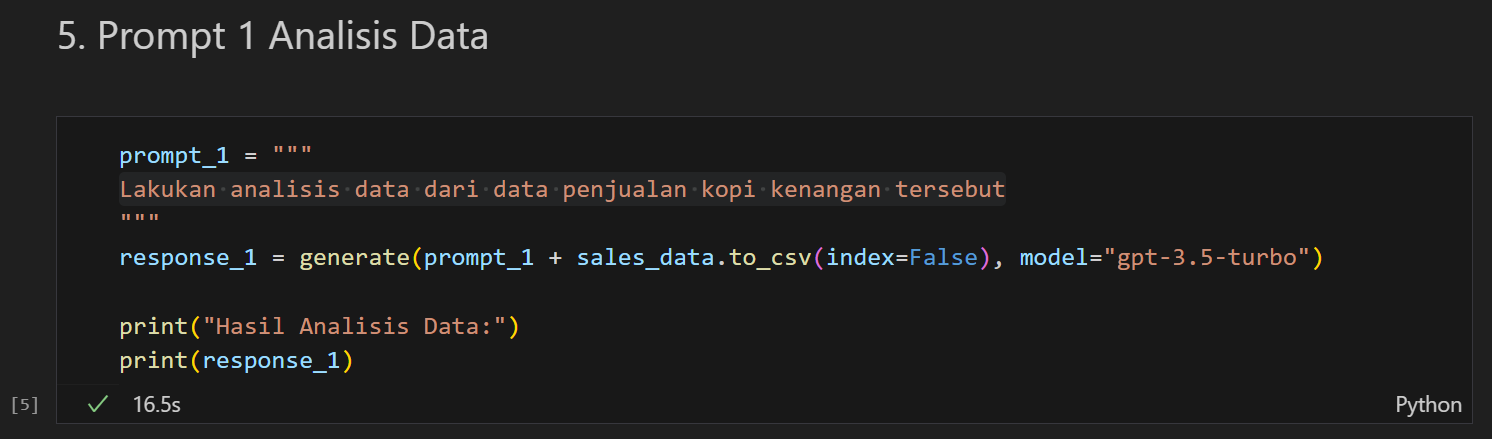 5. Prompt 1 Analisis Data
prompt_1 = """
Lakukan analisis data dari data penjualan kopi kenangan tersebut
"""
response_1 = generate(prompt_1 + sales_data.to_csv(index=False), model="gpt-3.5-turbo")
print("Hasil Analisis Data:")
print(response_1)
[5] ✓ 16.5s Python